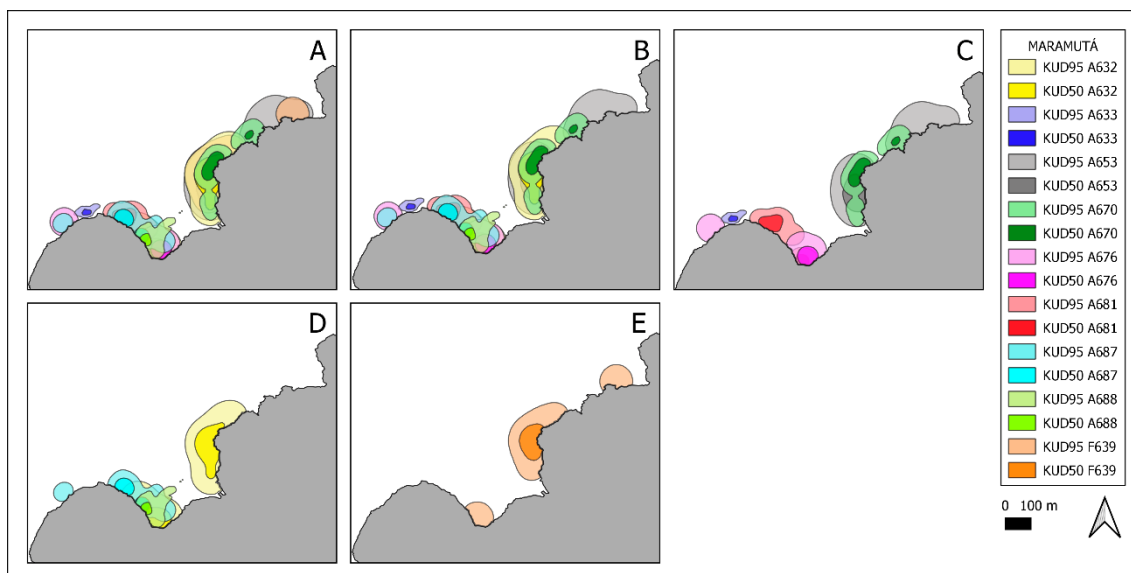 A
B
C
D
E
MARAMUTÁ
KUD95 A632
KUD50 A632
KUD95 A633
KUD50 A633
KUD95 A653
KUD50 A653
KUD95 A670
KUD50 A670
KUD95 A676
KUD50 A676
KUD95 A681
KUD50 A681
KUD95 A687
KUD50 A687
KUD95 A688
KUD50 A688
KUD95 F639
KUD50 F639
0 100 m